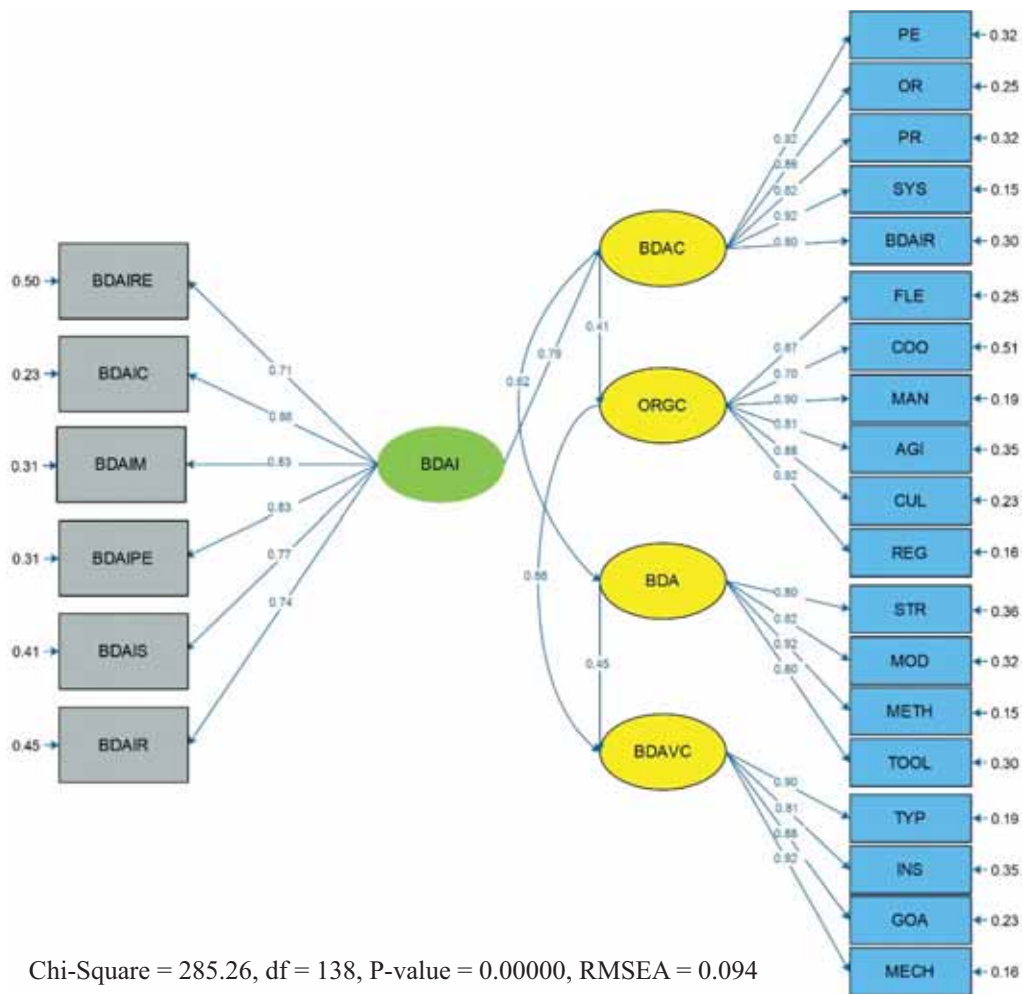 PE
0.32
OR
0.25
PR
0.32
SYS
0.15
BDAIR
0.30
FLE
0.25
COO
0.51
MAN
0.19
AGI
0.35
CUL
0.23
REG
0.16
STR
0.36
MOD
0.32
METH
0.15
TOOL
0.30
TYP
0.19
INS
0.35
GOA
0.23
MECH
0.16
0.82
0.92
0.80
BDAC
0.41
0.79
0.62
ORGC
0.87
0.70
0.90
0.81
0.88
0.92
BDA
0.80
0.82
0.92
0.80
0.45
BDAVC
0.90
0.81
0.88
0.92
BDAI
0.71
0.88
0.83
0.83
0.77
0.74
0.50
BDAIRE
0.23
BDAIC
0.31
BDAIM
0.31
BDAIPE
0.41
BDAIS
0.45
BDAIR
Chi-Square = 285.26, df = 138, P-value = 0.00000, RMSEA = 0.094